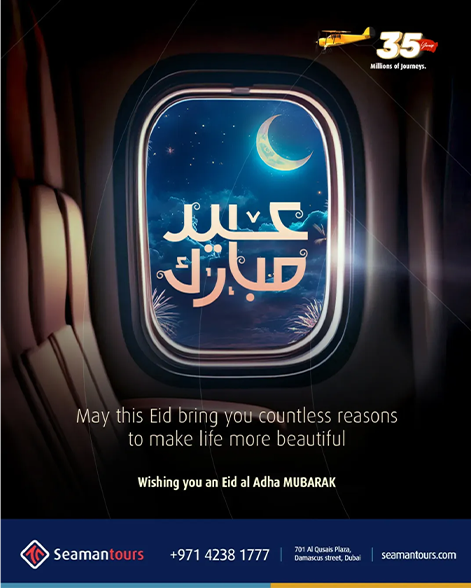 35 Years
Millions of Journeys.
عيد
مبارك
May this Eid bring you countless reasons
to make life more beautiful
Wishing you an Eid al Adha MUBARAK
Seamantours
+971 4238 1777
701 Al Qusais Plaza,
Damascus street, Dubai
seamantours.com